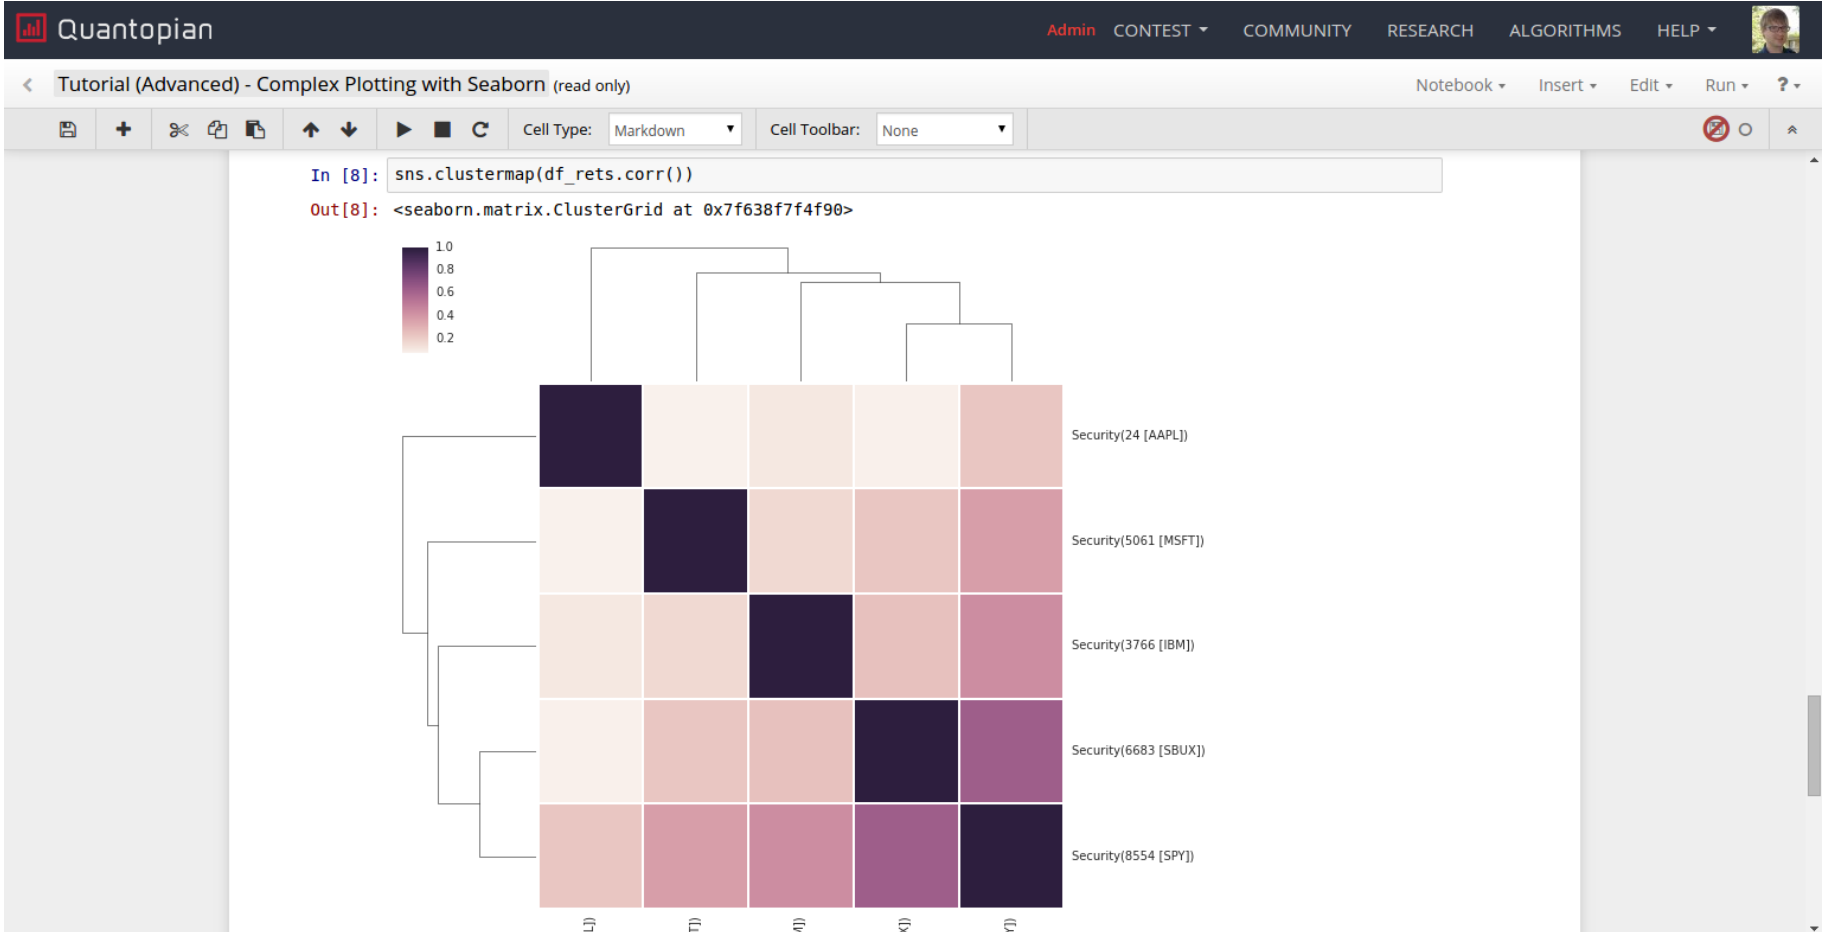 Quantopian
Admin CONTEST COMMUNITY RESEARCH ALGORITHMS HELP
Tutorial (Advanced) - Complex Plotting with Seaborn (read only)
Notebook Insert Edit Run ?
Cell Type: Markdown Cell Toolbar: None
In [8]: sns.clustermap(df_rets.corr())
Out[8]: <seaborn.matrix.ClusterGrid at 0x7f638f7f4f90>
1.0
0.8
0.6
0.4
0.2
Security(24 [AAPL])
Security(5061 [MSFT])
Security(3766 [IBM])
Security(6683 [SBUX])
Security(8554 [SPY])
L]) T]) M]) X]) Y])